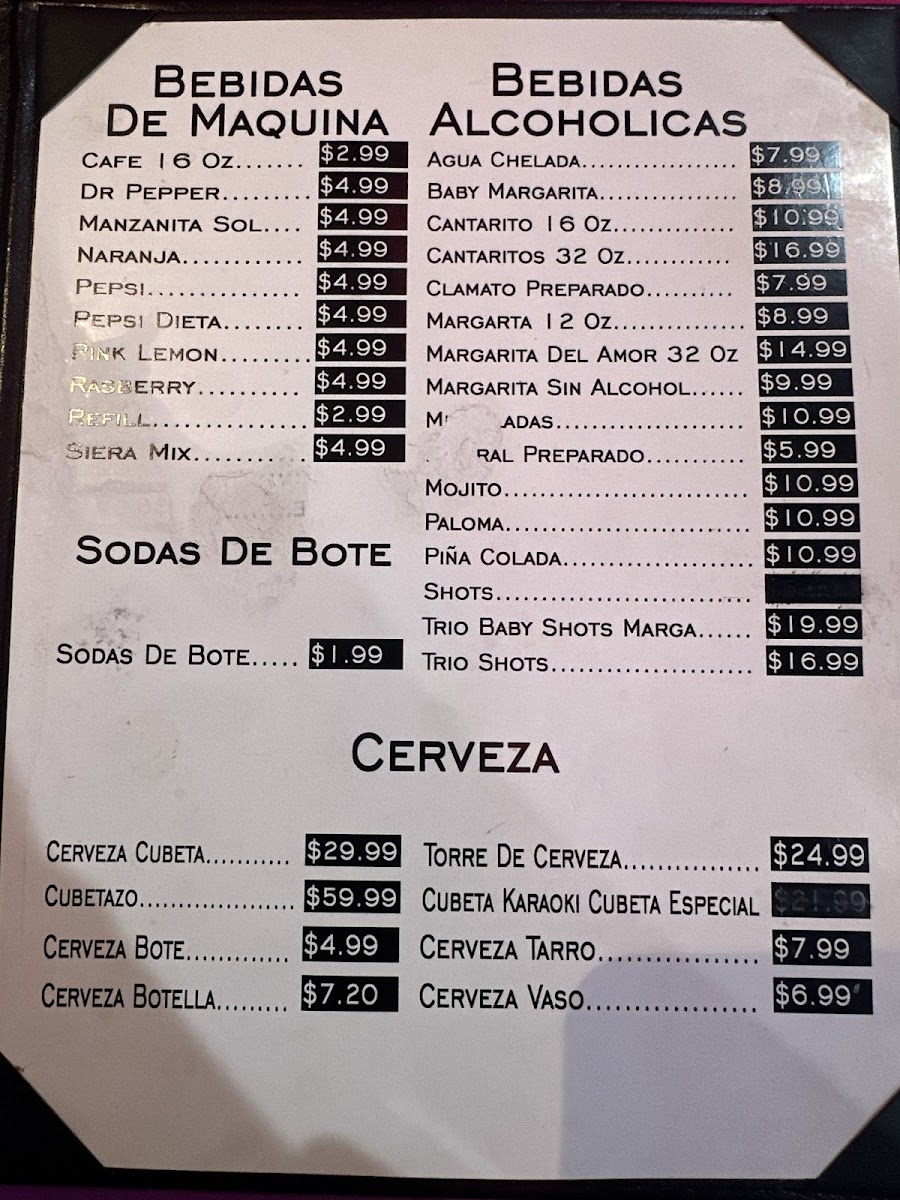 BEBIDAS
DE MAQUINA
CAFE 16 OZ....... $2.99
DR PEPPER......... $4.99
MANZANITA SOL.... $4.99
NARANJA............ $4.99
PEPSI................ $4.99
PEPSI DIETA........ $4.99
PINK LEMON......... $4.99
RASBERRY........... $4.99
REFILL................ $2.99
SIERA MIX.......... $4.99
SODAS DE BOTE
SODAS DE BOTE..... $1.99
BEBIDAS
ALCOHOLICAS
AGUA CHELADA................. $7.99
BABY MARGARITA............... $8.99
CANTARITO 16 OZ............. $10.99
CANTARITOS 32 OZ............ $16.99
CLAMATO PREPARADO.......... $7.99
MARGARTA 12 OZ.............. $8.99
MARGARITA DEL AMOR 32 OZ $14.99
MARGARITA SIN ALCOHOL...... $9.99
ADAS..................... $10.99
RAL PREPARADO........... $5.99
MOJITO........................... $10.99
PALOMA........................... $10.99
PIÑA COLADA..................... $10.99
SHOTS............................
TRIO BABY SHOTS MARGA...... $19.99
TRIO SHOTS...................... $16.99
CERVEZA
CERVEZA CUBETA........... $29.99
CUBETAZO.................... $59.99
CERVEZA BOTE............. $4.99
CERVEZA BOTELLA......... $7.20
TORRE DE CERVEZA............... $24.99
CUBETA KARAOKI CUBETA ESPECIAL $21.99
CERVEZA TARRO.................. $7.99
CERVEZA VASO................... $6.99